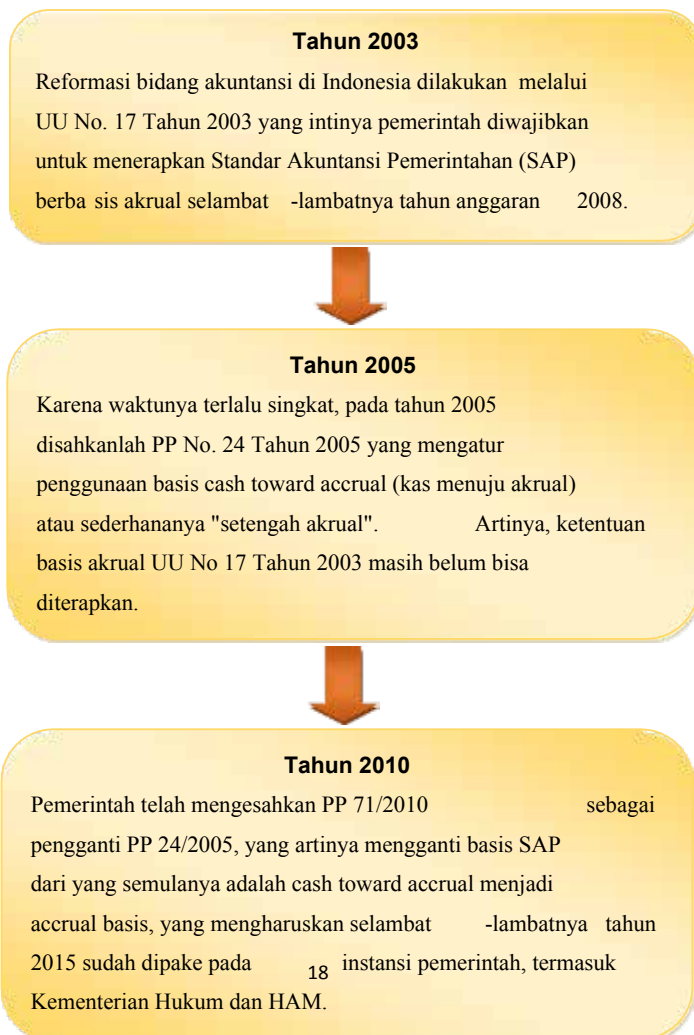 Tahun 2003
Reformasi bidang akuntansi di Indonesia dilakukan melalui
UU No. 17 Tahun 2003 yang intinya pemerintah diwajibkan
untuk menerapkan Standar Akuntansi Pemerintahan (SAP)
berba sis akrual selambat -lambatnya tahun anggaran 2008.
Tahun 2005
Karena waktunya terlalu singkat, pada tahun 2005
disahkanlah PP No. 24 Tahun 2005 yang mengatur
penggunaan basis cash toward accrual (kas menuju akrual)
atau sederhananya "setengah akrual". Artinya, ketentuan
basis akrual UU No 17 Tahun 2003 masih belum bisa
diterapkan.
Tahun 2010
Pemerintah telah mengesahkan PP 71/2010 sebagai
pengganti PP 24/2005, yang artinya mengganti basis SAP
dari yang semulanya adalah cash toward accrual menjadi
accrual basis, yang mengharuskan selambat -lambatnya tahun
2015 sudah dipake pada 18 instansi pemerintah, termasuk
Kementerian Hukum dan HAM.